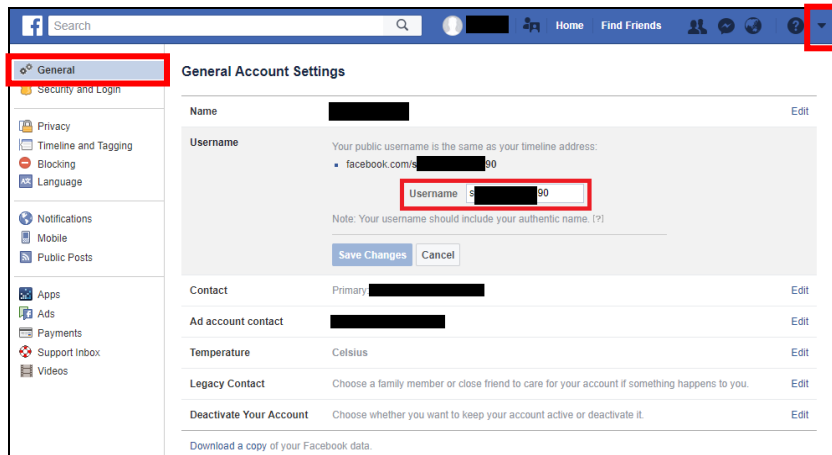 f Search Home Find Friends ?
General
Security and Login
Privacy
Timeline and Tagging
Blocking
Language
Notifications
Mobile
Public Posts
Apps
Ads
Payments
Support Inbox
Videos
General Account Settings
Name Edit
Username Your public username is the same as your timeline address:
facebook.com/s 90
Username s 90
Note: Your username should include your authentic name. [?]
Save Changes Cancel
Contact Primary: Edit
Ad account contact Edit
Temperature Celsius Edit
Legacy Contact Choose a family member or close friend to care for your account if something happens to you. Edit
Deactivate Your Account Choose whether you want to keep your account active or deactivate it. Edit
Download a copy of your Facebook data.